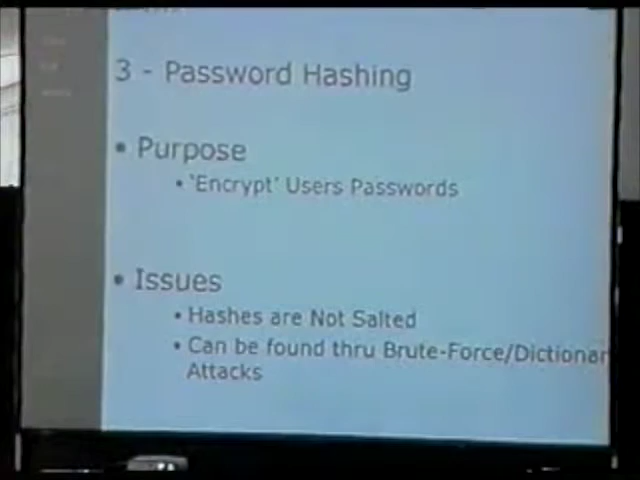 3 - Password Hashing
• Purpose
• 'Encrypt' Users Passwords
• Issues
• Hashes are Not Salted
• Can be found thru Brute-Force/Dictionar
Attacks